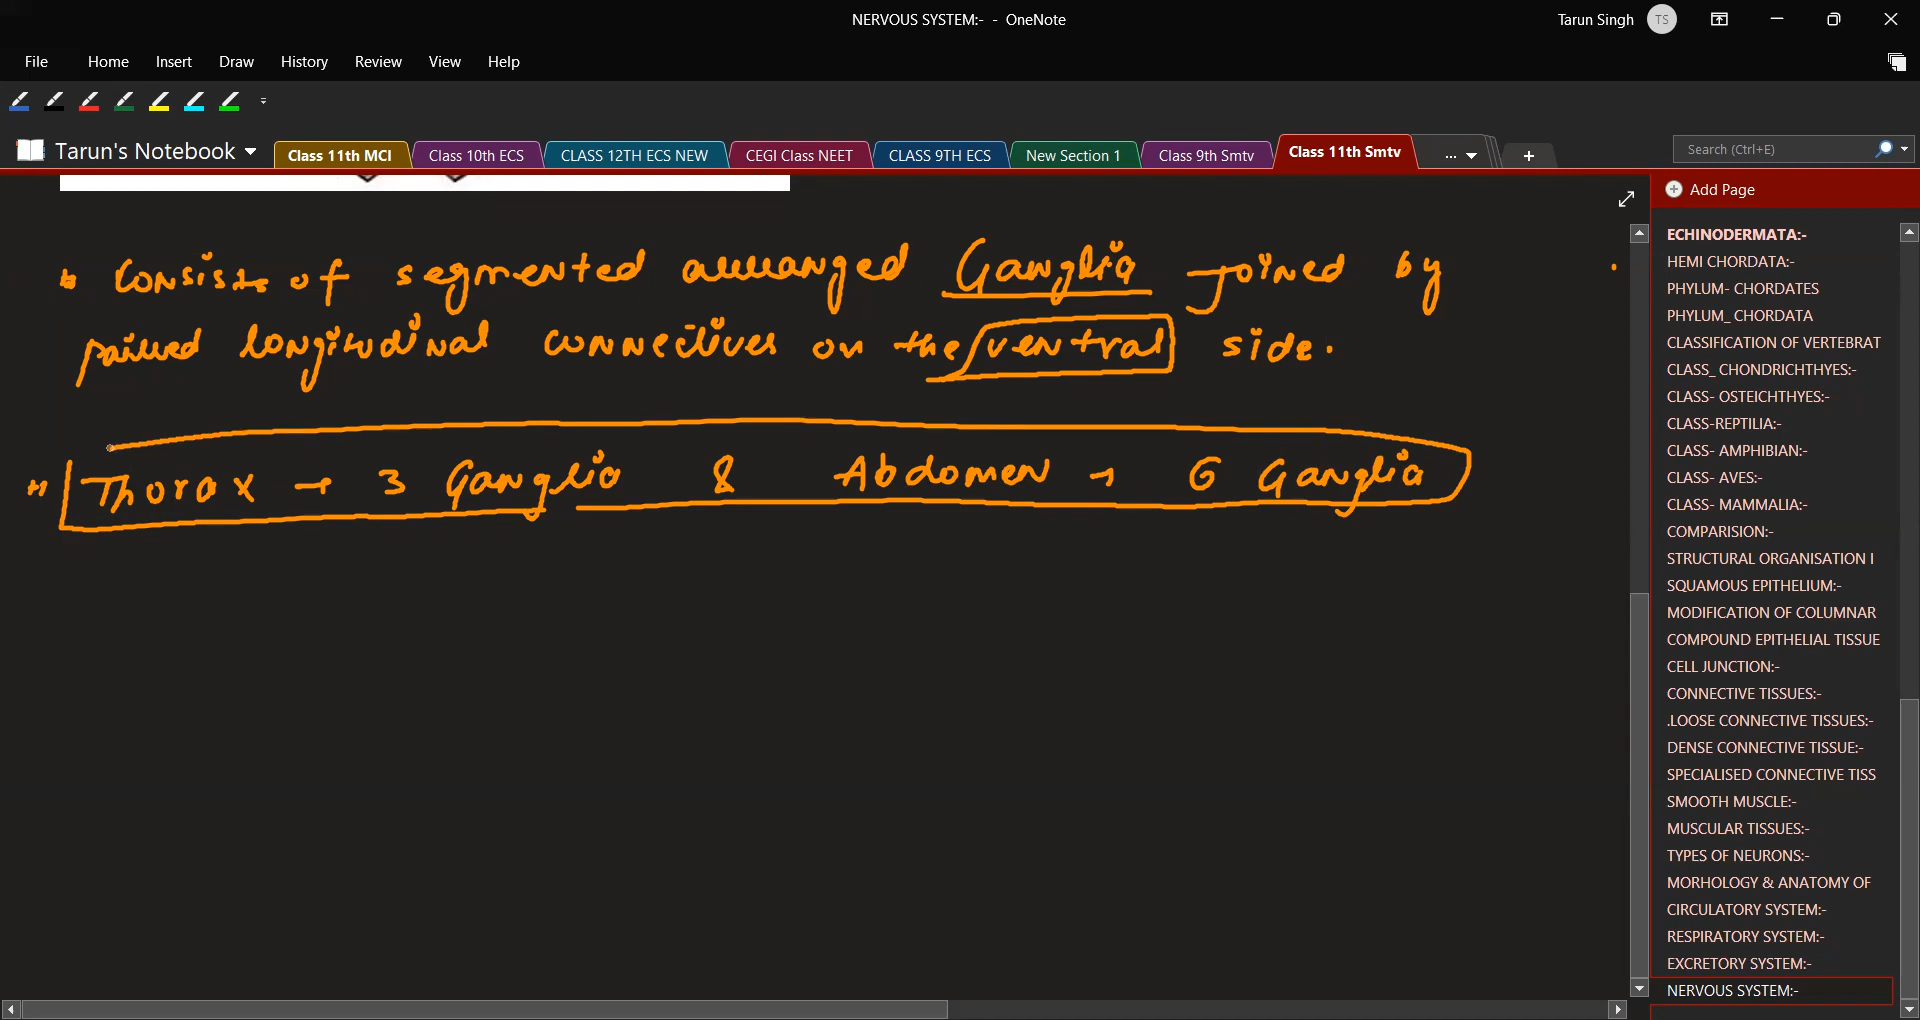 NERVOUS SYSTEM:- - OneNote
Tarun Singh TS
File Home Insert Draw History Review View Help
Tarun's Notebook
Class 11th MCI
Class 10th ECS
CLASS 12TH ECS NEW
CEGI Class NEET
CLASS 9TH ECS
New Section 1
Class 9th Smtv
Class 11th Smtv
...
+
Search (Ctrl+E)
Add Page
* Consists of segmented arranged Ganglia joined by
paired longitudinal connectives on the ventral side.
* Thorax → 3 Ganglia & Abdomen → 6 Ganglia
ECHINODERMATA:-
HEMI CHORDATA:-
PHYLUM- CHORDATES
PHYLUM_ CHORDATA
CLASSIFICATION OF VERTEBRAT
CLASS_ CHONDRICHTHYES:-
CLASS- OSTEICHTHYES:-
CLASS-REPTILIA:-
CLASS- AMPHIBIAN:-
CLASS- AVES:-
CLASS- MAMMALIA:-
COMPARISION:-
STRUCTURAL ORGANISATION I
SQUAMOUS EPITHELIUM:-
MODIFICATION OF COLUMNAR
COMPOUND EPITHELIAL TISSUE
CELL JUNCTION:-
CONNECTIVE TISSUES:-
.LOOSE CONNECTIVE TISSUES:-
DENSE CONNECTIVE TISSUE:-
SPECIALISED CONNECTIVE TISS
SMOOTH MUSCLE:-
MUSCULAR TISSUES:-
TYPES OF NEURONS:-
MORHOLOGY & ANATOMY OF
CIRCULATORY SYSTEM:-
RESPIRATORY SYSTEM:-
EXCRETORY SYSTEM:-
NERVOUS SYSTEM:-